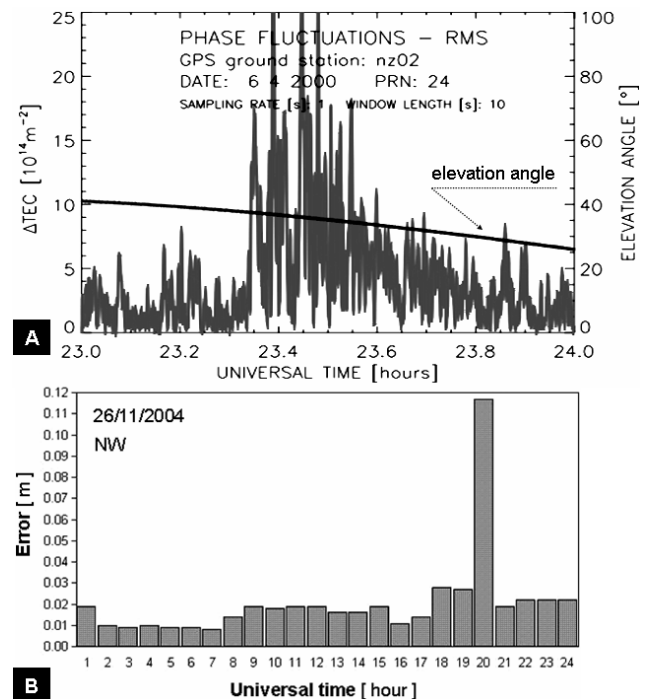 PHASE FLUCTUATIONS – RMS
GPS ground station: nz02
DATE: 6 4 2000 PRN: 24
SAMPLING RATE [s]: 1 WINDOW LENGTH [s]: 10
25
20
15
10
5
0
ΔTEC [10¹⁴m⁻²]
100
80
60
40
20
0
ELEVATION ANGLE [°]
elevation angle
A
23.0 23.2 23.4 23.6 23.8 24.0
UNIVERSAL TIME [hours]
26/11/2004
NW
0.12
0.11
0.10
0.09
0.08
0.07
0.06
0.05
0.04
0.03
0.02
0.01
0.00
Error [ m ]
1 2 3 4 5 6 7 8 9 10 11 12 13 14 15 16 17 18 19 20 21 22 23 24
B
Universal time [ hour ]